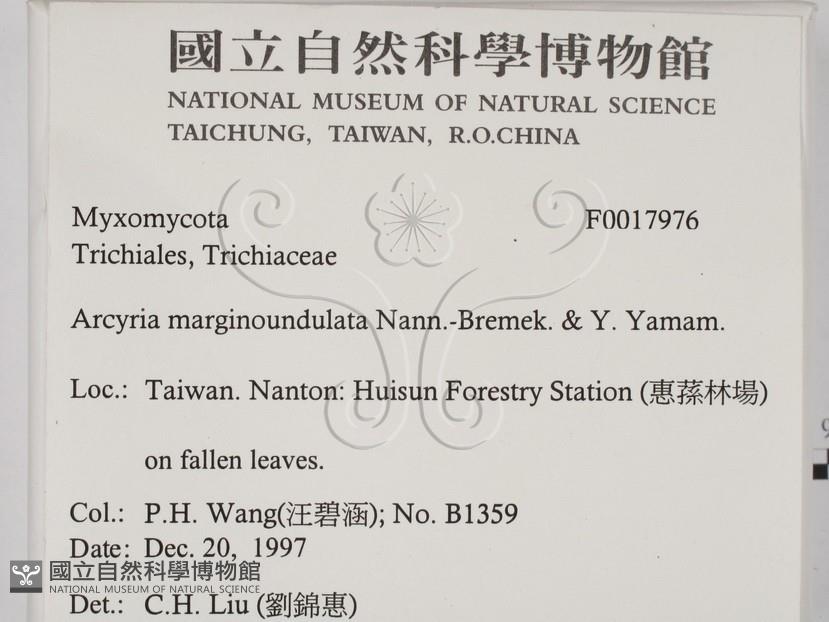 國立自然科學博物館
NATIONAL MUSEUM OF NATURAL SCIENCE
TAICHUNG, TAIWAN, R.O.CHINA
Myxomycota F0017976
Trichiales, Trichiaceae
Arcyria marginoundulata Nann.-Bremek. & Y. Yamam.
Loc.: Taiwan. Nanton: Huisun Forestry Station (惠蓀林場)
on fallen leaves.
Col.: P.H. Wang(汪碧涵); No. B1359
Date: Dec. 20, 1997
國立自然科學博物館
NATIONAL MUSEUM OF NATURAL SCIENCE
Det.: C.H. Liu (劉錦惠)